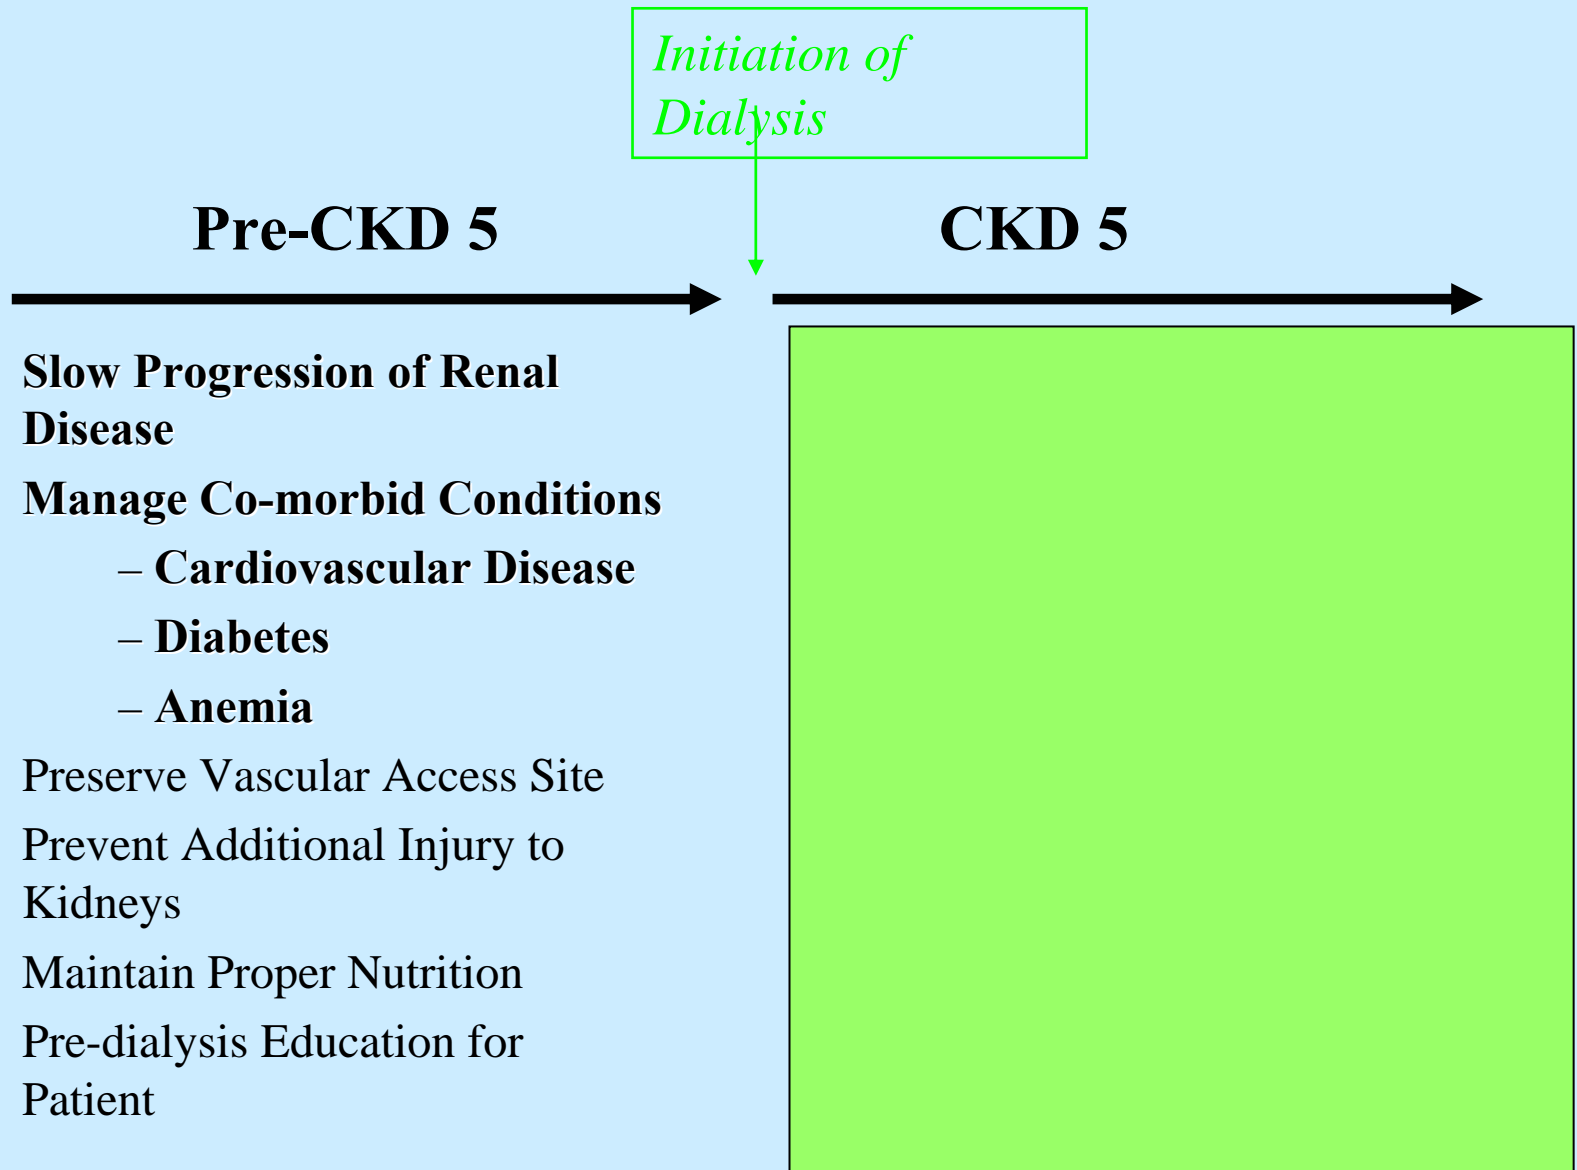 Initiation of
Dialysis
Pre-CKD 5
CKD 5
Slow Progression of Renal
Disease
Manage Co-morbid Conditions
– Cardiovascular Disease
– Diabetes
– Anemia
Preserve Vascular Access Site
Prevent Additional Injury to
Kidneys
Maintain Proper Nutrition
Pre-dialysis Education for
Patient